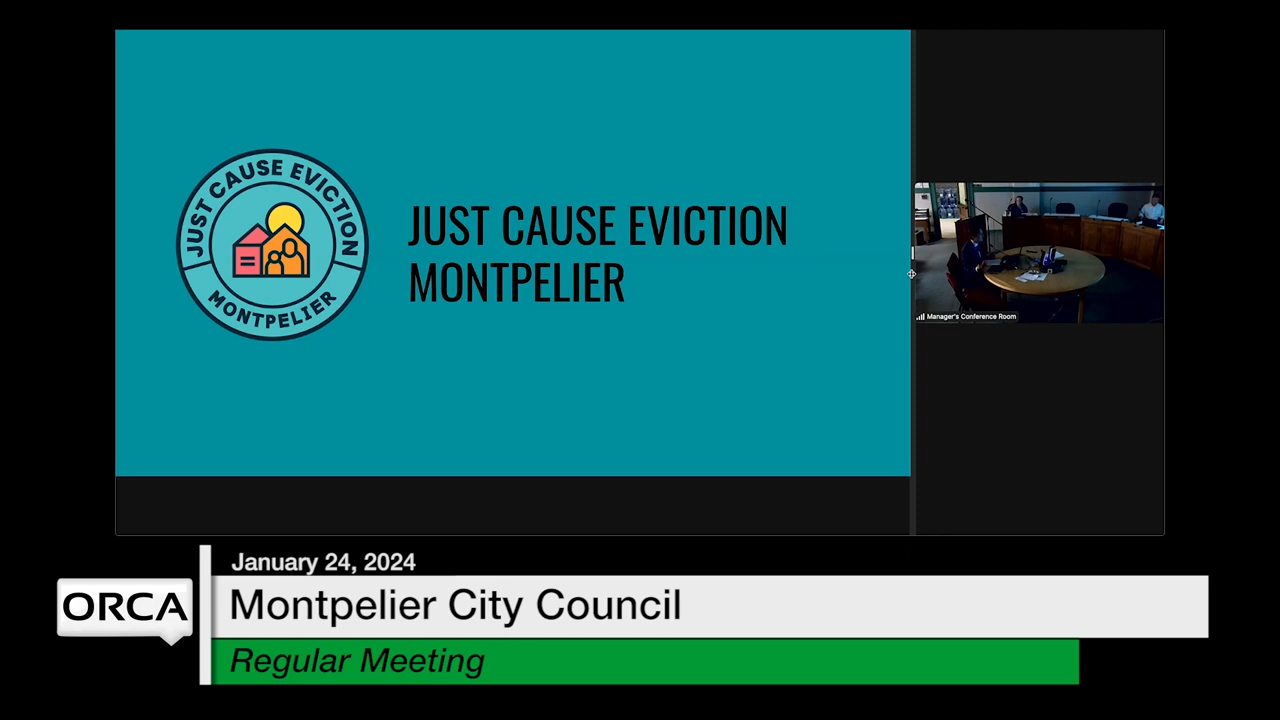 JUST CAUSE EVICTION
MONTPELIER
JUST CAUSE EVICTION
MONTPELIER
Manager's Conference Room
January 24, 2024
ORCA
Montpelier City Council
Regular Meeting